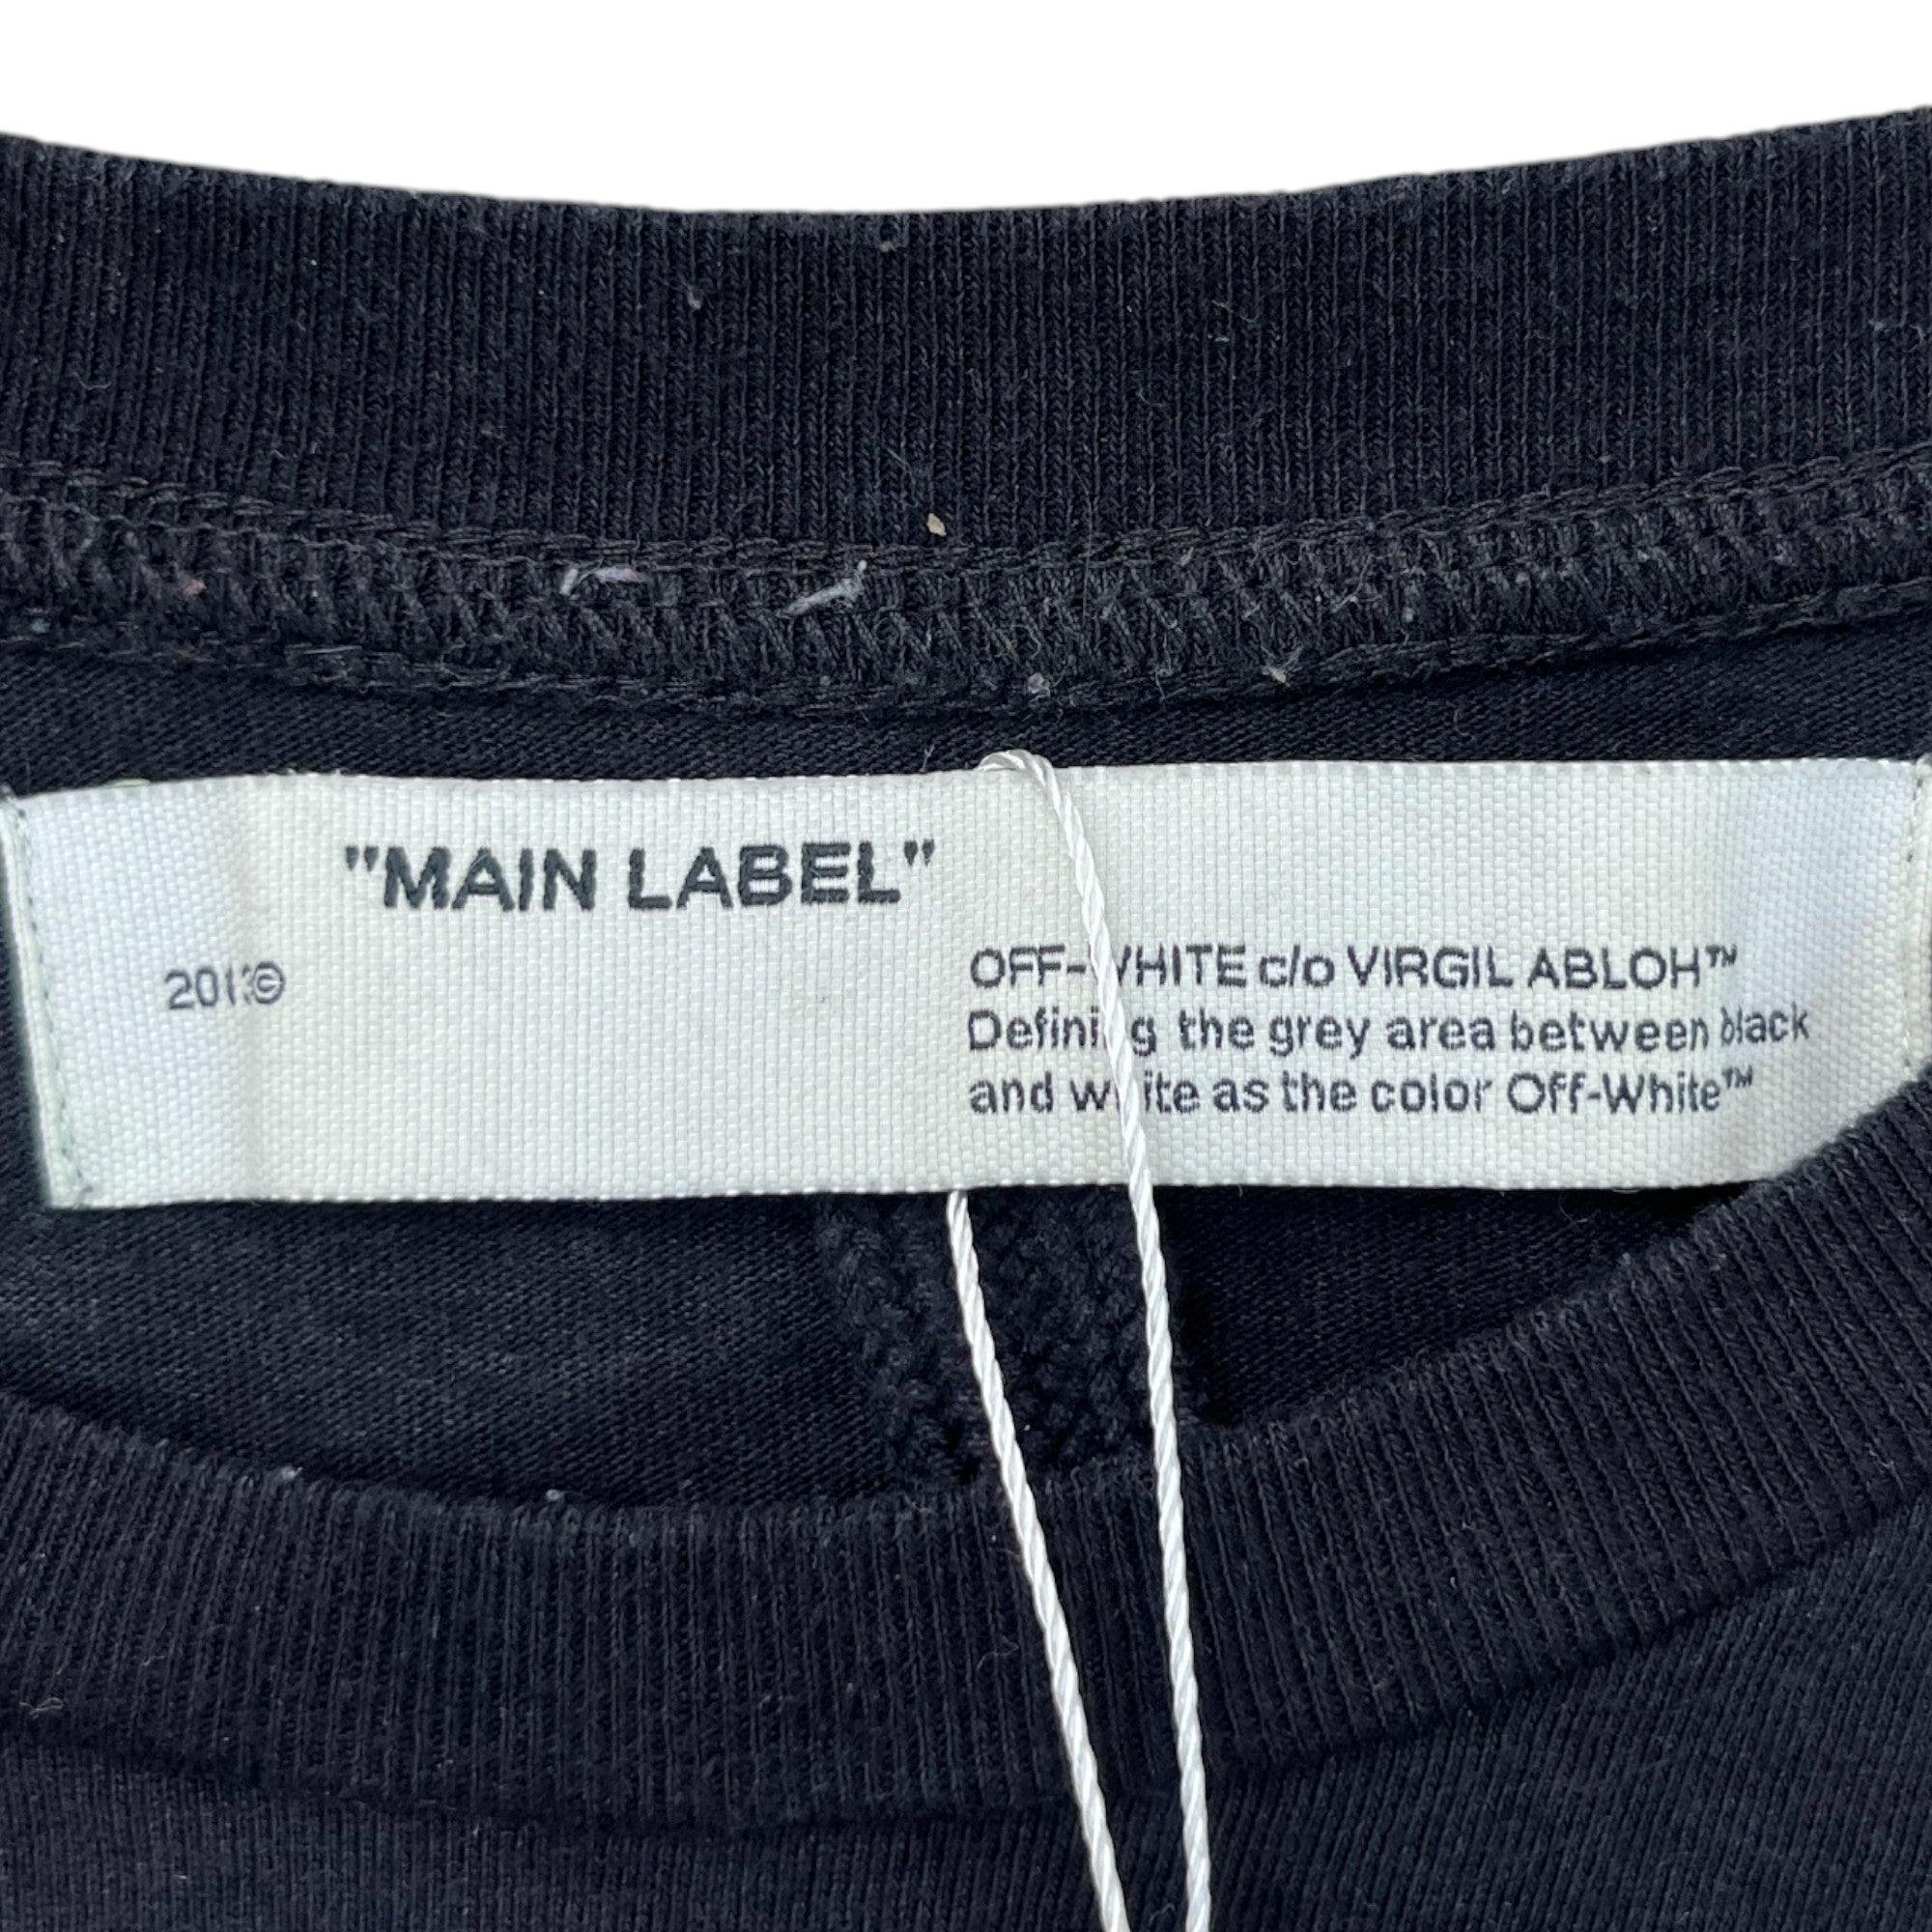 "MAIN LABEL"
2013©
OFF-WHITE c/o VIRGIL ABLOH™
Defining the grey area between black
and white as the color Off-White™